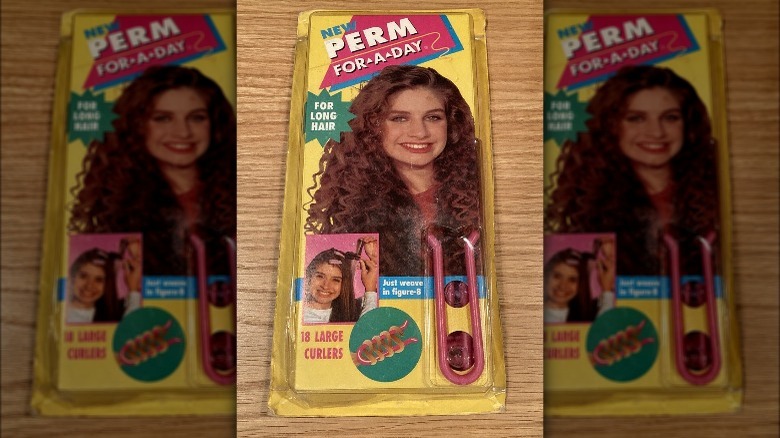 NEW
PERM
FOR•A•DAY
FOR
LONG
HAIR
Just weave
in figure-8
18 LARGE
CURLERS